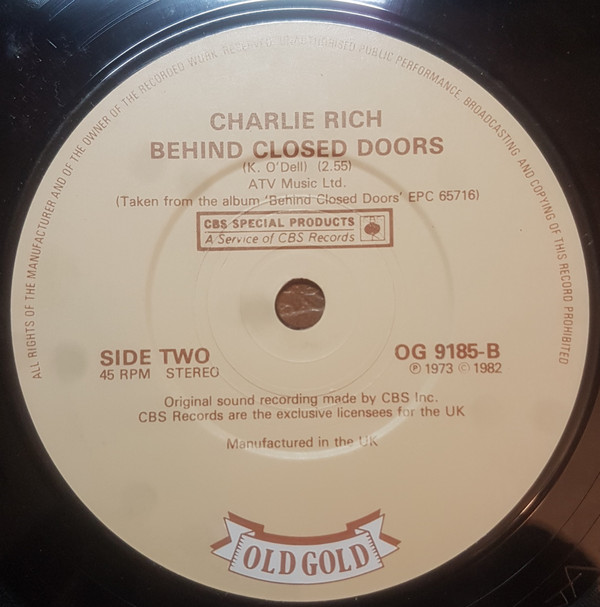 ALL RIGHTS OF THE MANUFACTURER AND OF THE OWNER OF THE RECORDED WORK RESERVED. UNAUTHORISED PUBLIC PERFORMANCE, BROADCASTING AND COPYING OF THIS RECORD PROHIBITED
CHARLIE RICH
BEHIND CLOSED DOORS
(K. O'Dell) (2.55)
ATV Music Ltd.
(Taken from the album 'Behind Closed Doors' EPC 65716)
CBS SPECIAL PRODUCTS
A Service of CBS Records
SIDE TWO
45 RPM STEREO
OG 9185-B
℗ 1973 © 1982
Original sound recording made by CBS Inc.
CBS Records are the exclusive licensees for the UK
Manufactured in the UK
OLD GOLD